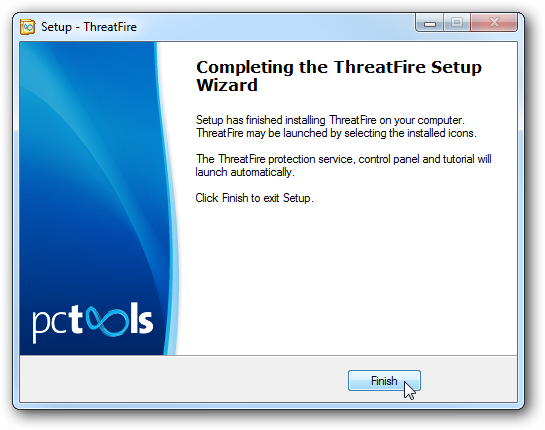 Setup - ThreatFire
Completing the ThreatFire Setup
Wizard
Setup has finished installing ThreatFire on your computer.
ThreatFire may be launched by selecting the installed icons.
The ThreatFire protection service, control panel and tutorial will
launch automatically.
Click Finish to exit Setup.
pctools
Finish